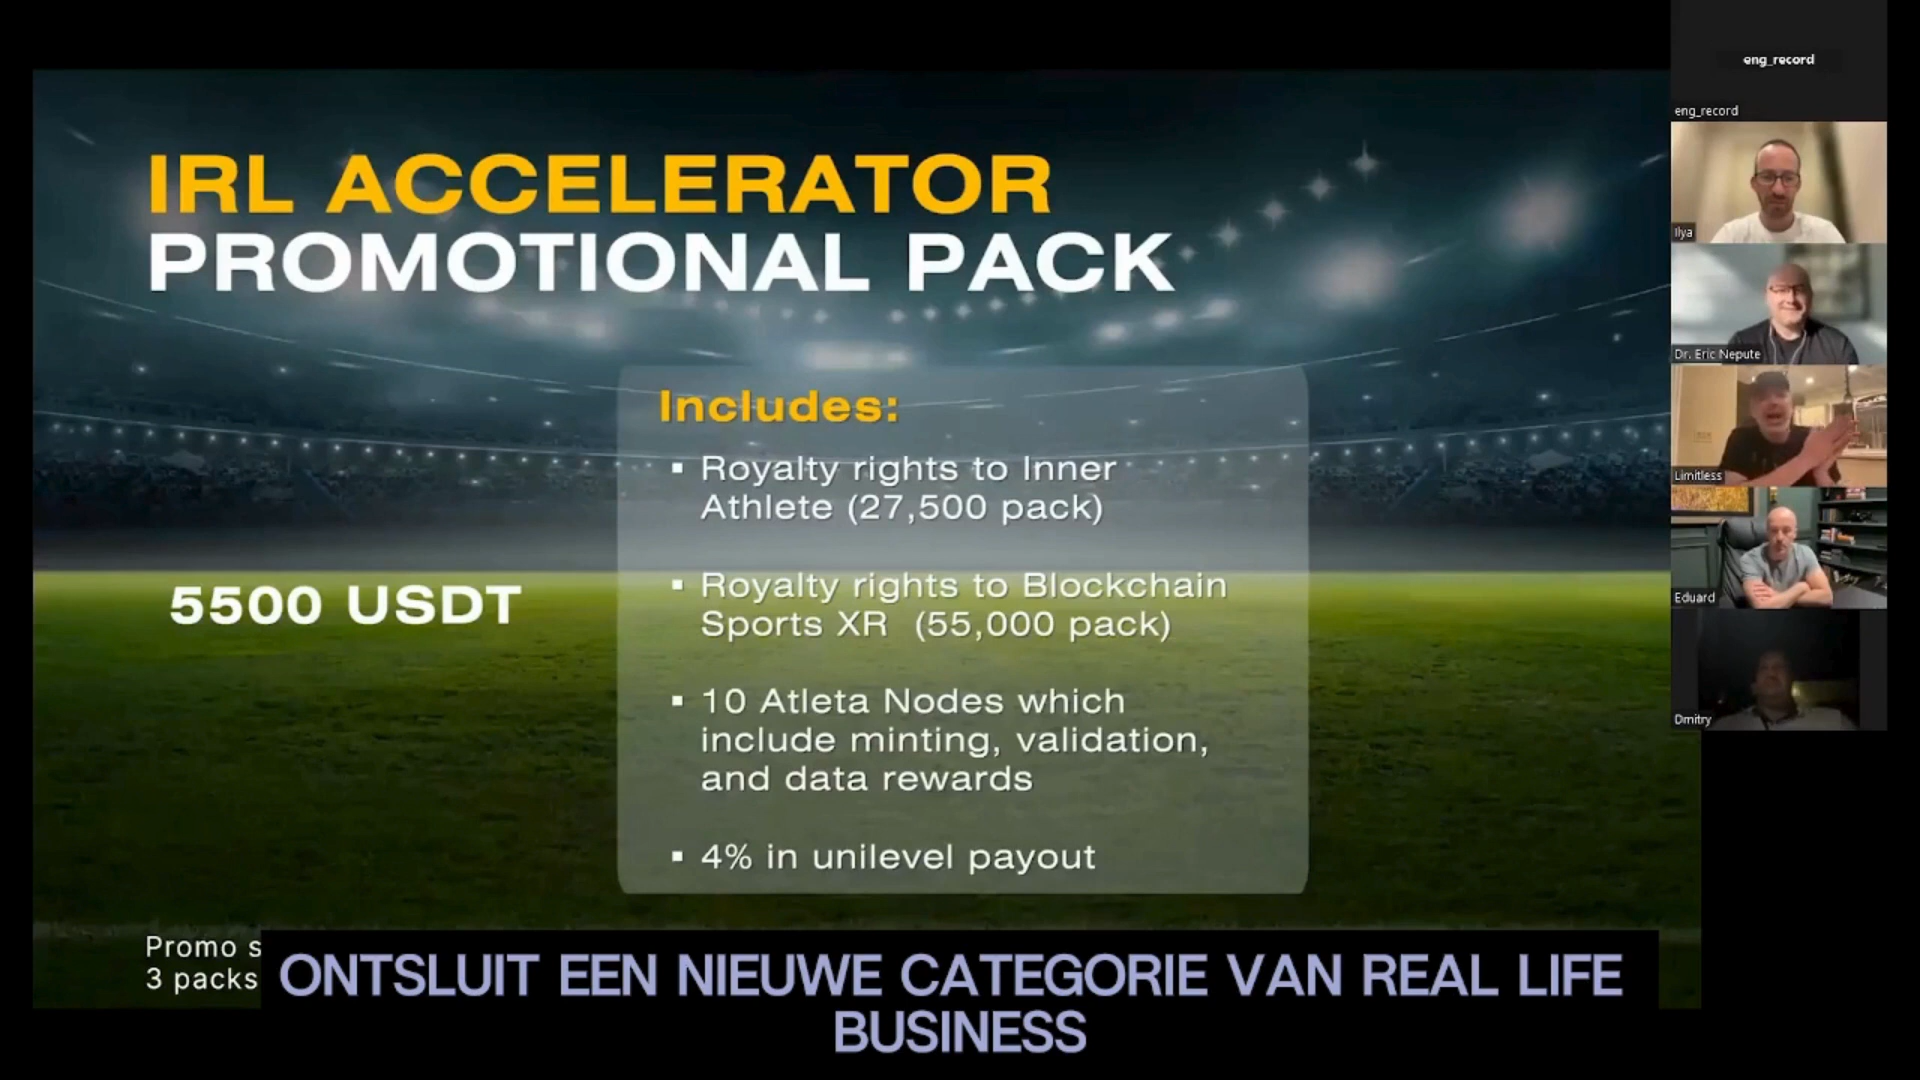 IRL ACCELERATOR
PROMOTIONAL PACK
Includes:
▪ Royalty rights to Inner
Athlete (27,500 pack)
▪ Royalty rights to Blockchain
Sports XR (55,000 pack)
▪ 10 Atleta Nodes which
include minting, validation,
and data rewards
▪ 4% in unilevel payout
5500 USDT
Promo s
3 packs
ONTSLUIT EEN NIEUWE CATEGORIE VAN REAL LIFE
BUSINESS
eng_record
eng_record
Ilya
Dr. Eric Nepute
Limitless
Eduard
Dmitry